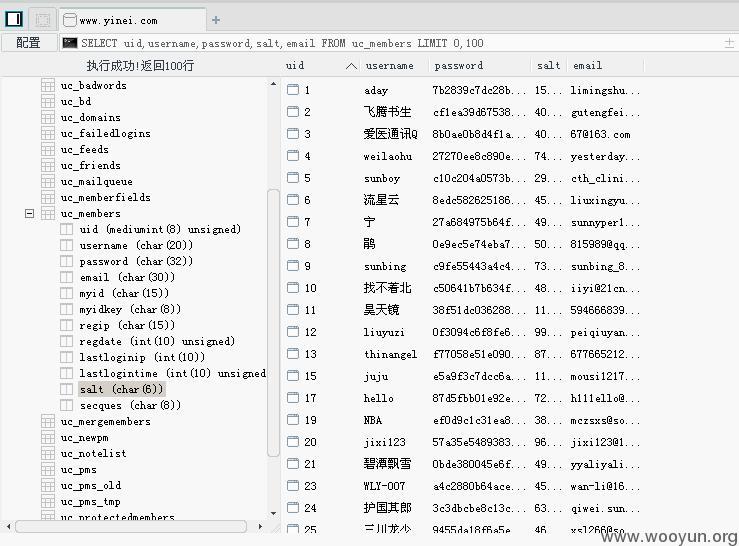 www.yinei.com
+
配置
SELECT uid,username,password,salt,email FROM uc_members LIMIT 0,100
执行成功!返回100行
uc_badwords
uc_bd
uc_domains
uc_failedlogins
uc_feeds
uc_friends
uc_mailqueue
uc_memberfields
uc_members
uid (mediumint(8) unsigned)
username (char(20))
password (char(32))
email (char(30))
myid (char(15))
myidkey (char(8))
regip (char(15))
regdate (int(10) unsigned)
lastloginip (int(10))
lastlogintime (int(10) unsigned
salt (char(6))
secques (char(8))
uc_mergemembers
uc_newpm
uc_notelist
uc_pms
uc_pms_old
uc_pms_tmp
uc_protectedmembers
uid username password salt email
1 aday 7b2839c7dc28b... 15... limingshu...
2 飞腾书生 cf1ea39d67538... 40... gutengfei...
3 爱医通讯Q 8b0ae0b8d4f1a... 40... 67@163.com
4 weilaohu 27270ee8c890e... 74... yesterday...
5 sunboy c10c204a0573b... 29... cth_clini...
6 流星云 8edc582625186... 45... liuxingyu...
7 宁 27a684975b64f... 49... sunnyper1...
8 鹃 0e9ec5e74eba7... 50... 815989@qq...
9 sunbing c9fe55443a4c4... 73... sunbing_8...
10 找不着北 c50641b7b634f... 48... iiyi@21cn...
11 昊天镜 38f51dc036288... 11... 594666839...
12 liuyuzi 0f3094c6f8fe6... 99... peiqiyuan...
13 thinangel f77058e51e090... 87... 677665212...
15 juju e5a9f3c7dcc6a... 11... mousi1217...
17 hello 87d5fbb01e92e... 72... h111ello@...
19 NBA ef0d9c1c31ea8... 38... mczsxs@so...
20 jixi123 57a35e5489383... 96... jixi123@1...
21 碧潭飘雪 0bde380045e6f... 49... yyaliyali...
23 WLY-007 a4c2880b64ace... 45... wan-li@16...
24 护国其郎 3c3dbcbe8c13c... 63... qiwei.sun...
25 三川龙少 9455da18f6a5e... 46... xsl266@so...
www.wooyun.org